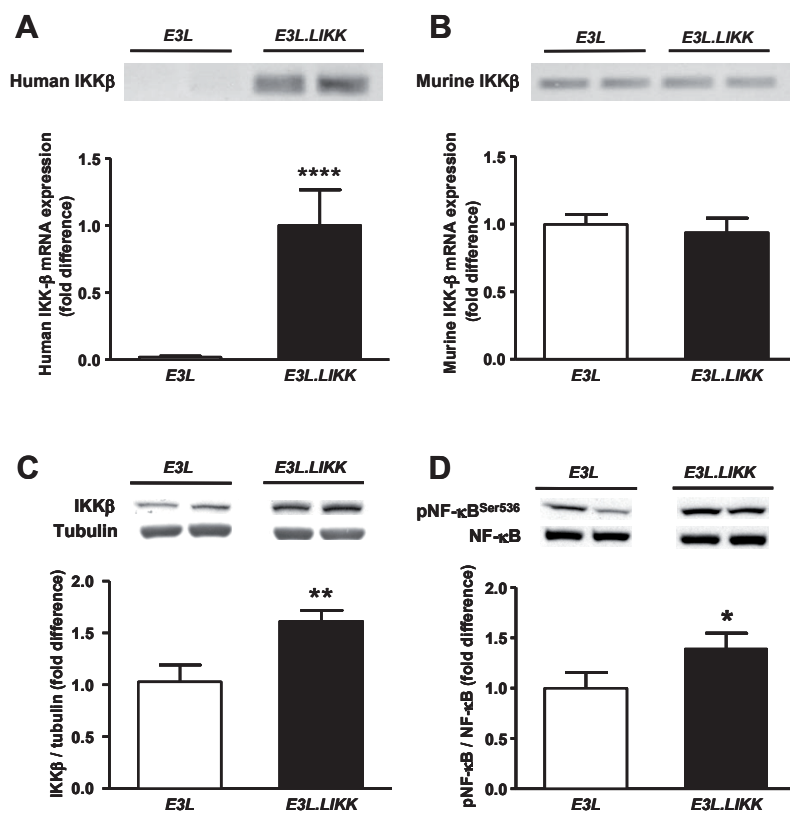 A
E3L E3L.LIKK
Human IKKβ
Human IKK-β mRNA expression
(fold difference)
1.5
****
1.0
0.5
0.0
E3L E3L.LIKK
B
E3L E3L.LIKK
Murine IKKβ
Murine IKK-β mRNA expression
(fold difference)
1.5
1.0
0.5
0.0
E3L E3L.LIKK
C
E3L E3L.LIKK
IKKβ
Tubulin
IKKβ / tubulin (fold difference)
2.0
**
1.5
1.0
0.5
0.0
E3L E3L.LIKK
D
E3L E3L.LIKK
pNF-κBSer536
NF-κB
pNF-κB / NF-κB (fold difference)
2.0
*
1.5
1.0
0.5
0.0
E3L E3L.LIKK